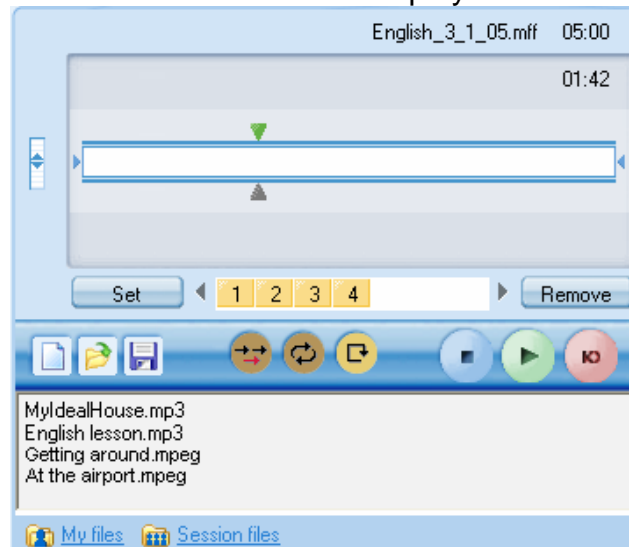 English_3_1_05.mff 05:00
01:42
Set 1 2 3 4 Remove
MyIdealHouse.mp3
English lesson.mp3
Getting around.mpeg
At the airport.mpeg
My files Session files